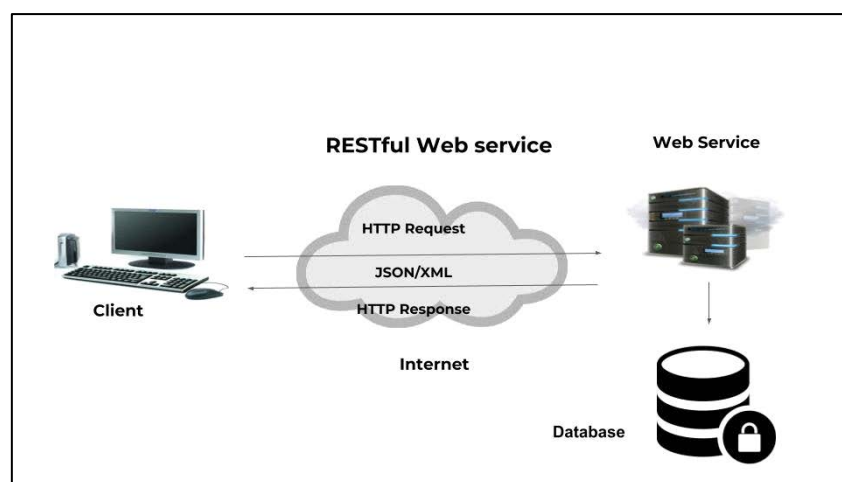 RESTful Web service
Web Service
HTTP Request
JSON/XML
HTTP Response
Client
Internet
Database